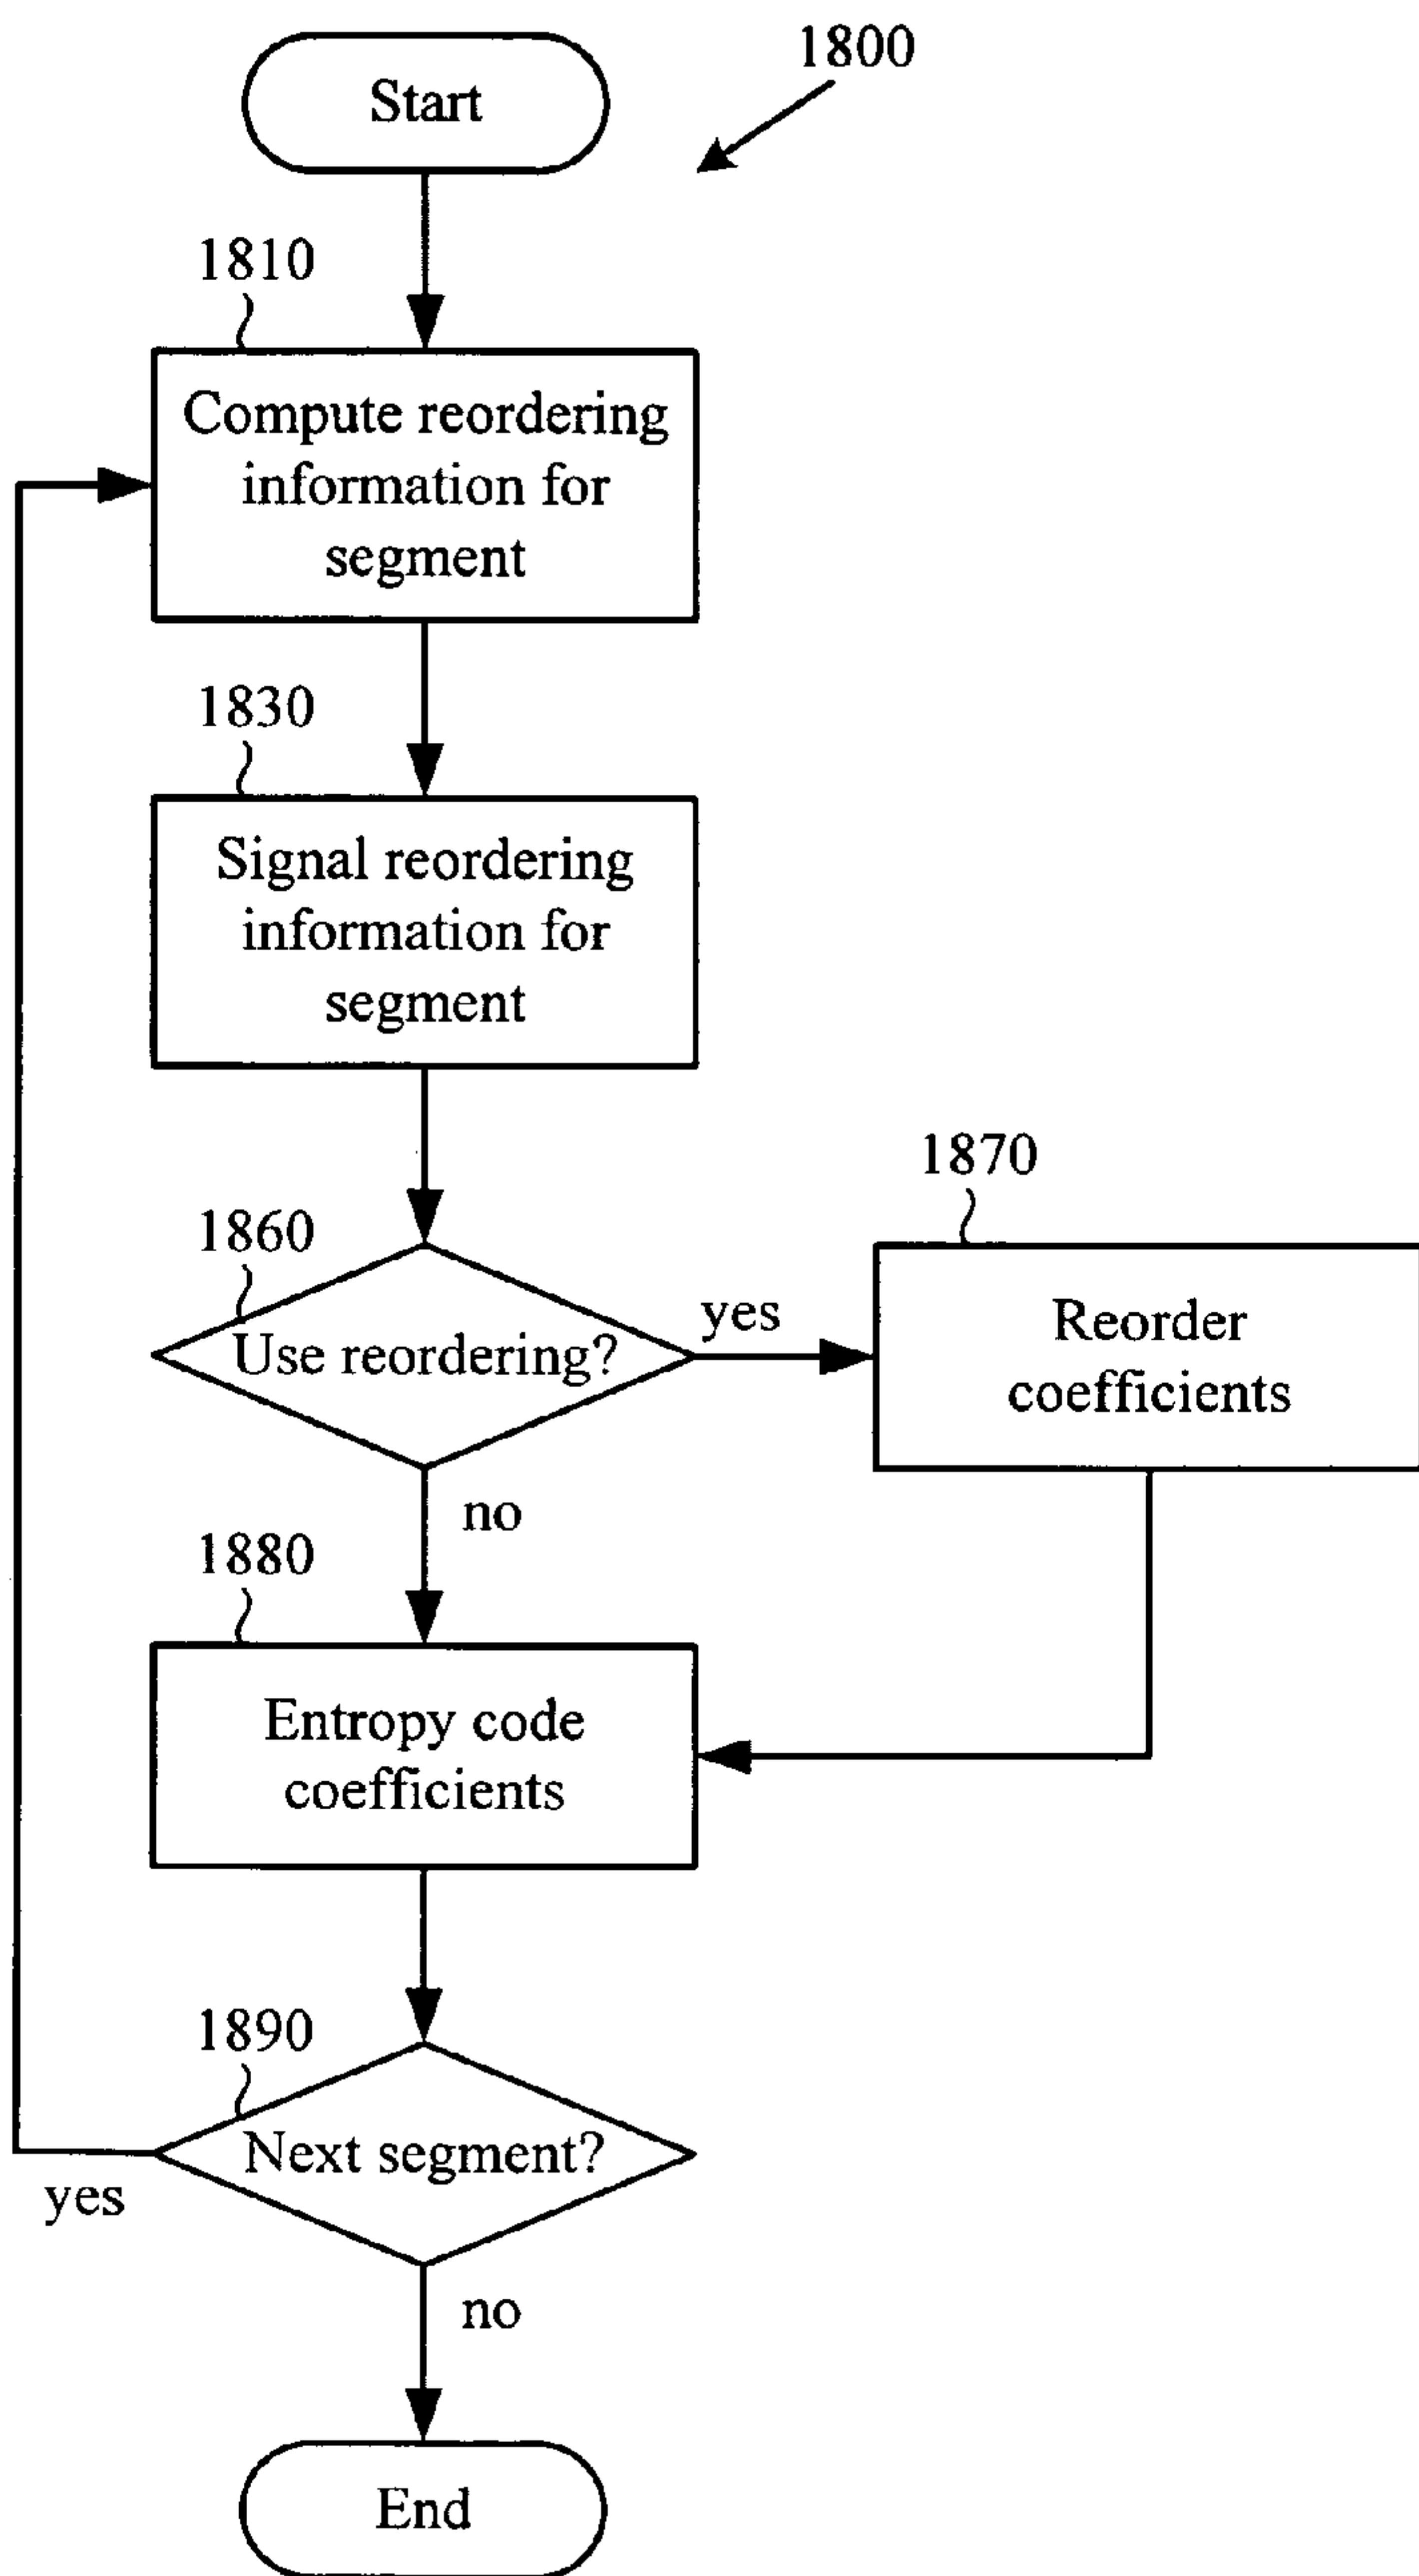 Start
1800
1810
Compute reordering
information for
segment
1830
Signal reordering
information for
segment
1860
Use reordering?
yes
1870
Reorder
coefficients
no
1880
Entropy code
coefficients
1890
Next segment?
yes
no
End